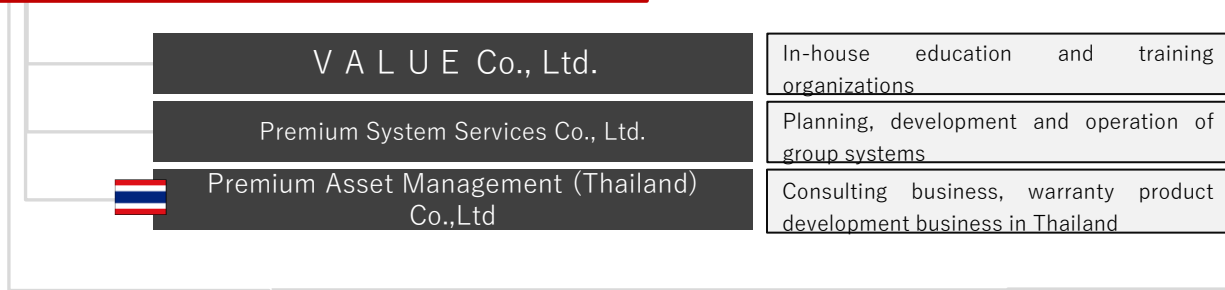 V A L U E Co., Ltd.
In-house education and training
organizations
Premium System Services Co., Ltd.
Planning, development and operation of
group systems
Premium Asset Management (Thailand)
Co.,Ltd
Consulting business, warranty product
development business in Thailand